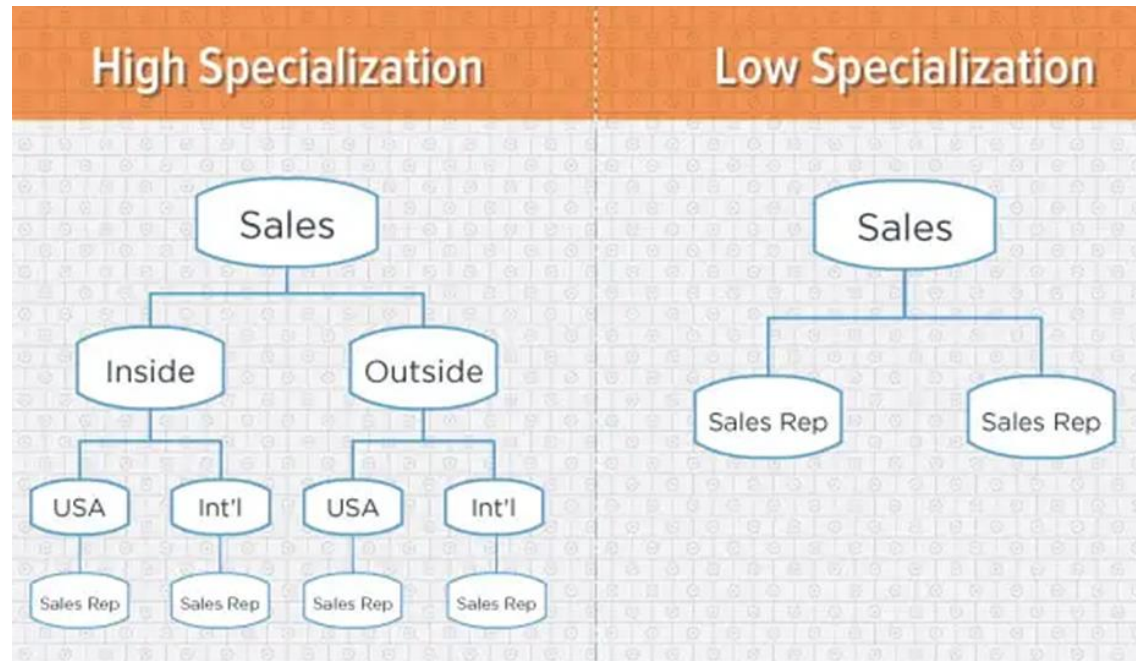 High Specialization
Low Specialization
Sales
Inside
Outside
USA
Int'l
USA
Int'l
Sales Rep
Sales Rep
Sales Rep
Sales Rep
Sales
Sales Rep
Sales Rep